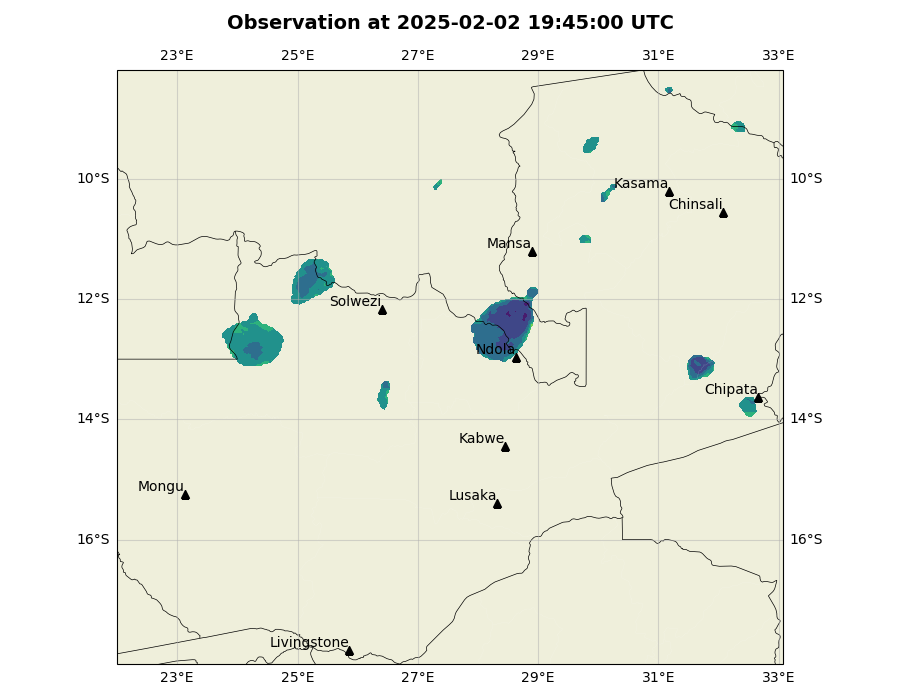 Observation at 2025-02-02 19:45:00 UTC
23°E 25°E 27°E 29°E 31°E 33°E
10°S Kasama 10°S
Chinsali
Mansa
12°S Solwezi 12°S
Ndola
Chipata
14°S 14°S
Kabwe
Mongu
Lusaka
16°S 16°S
Livingstone
23°E 25°E 27°E 29°E 31°E 33°E